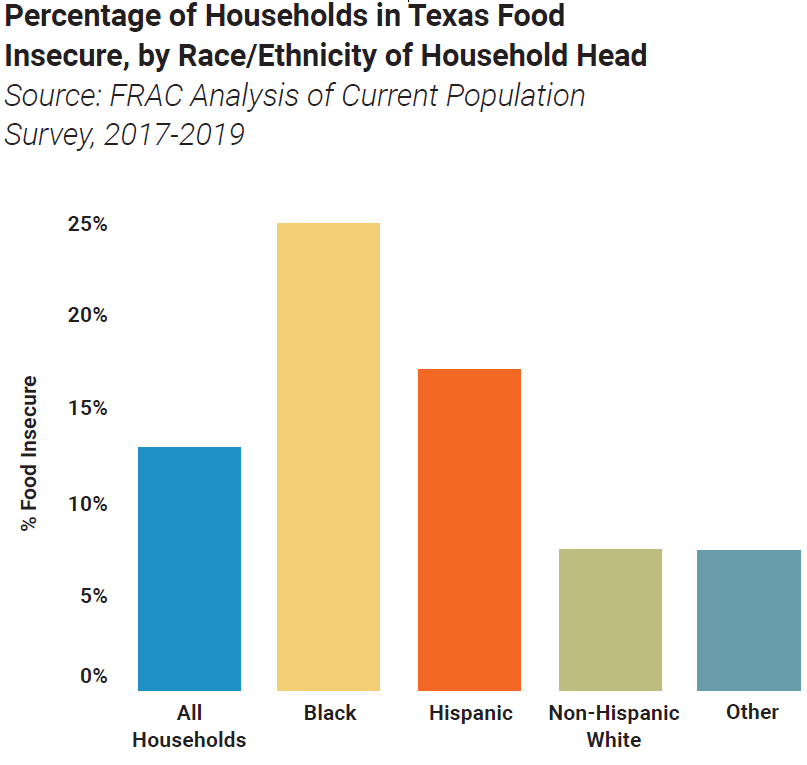 Percentage of Households in Texas Food
Insecure, by Race/Ethnicity of Household Head
Source: FRAC Analysis of Current Population
Survey, 2017-2019
25%
20%
15%
10%
5%
0%
% Food Insecure
All
Households
Black
Hispanic
Non-Hispanic
White
Other